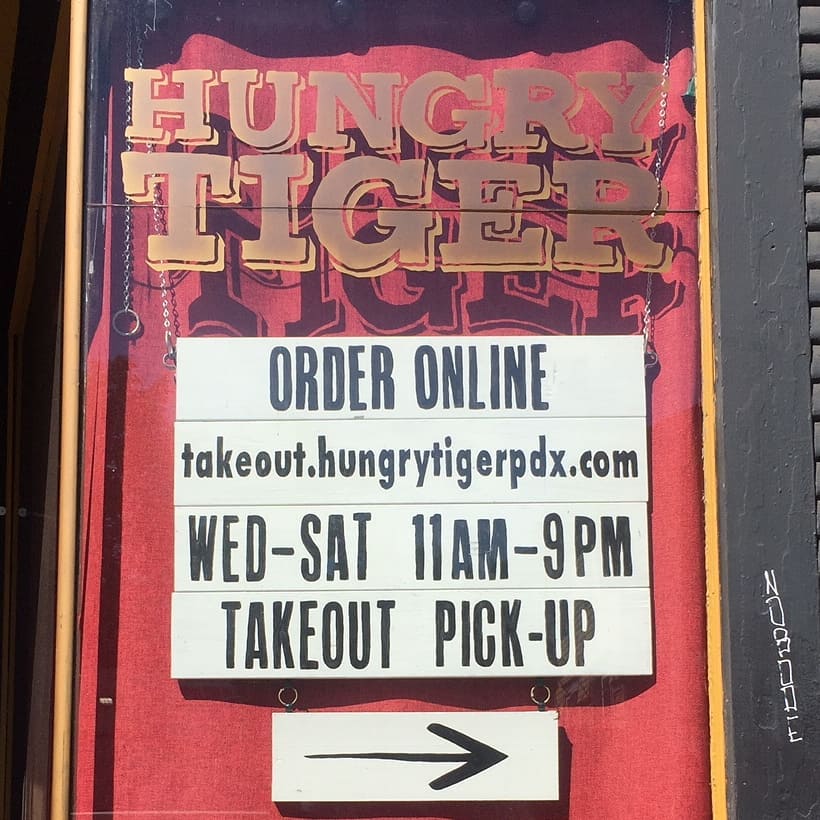 HUNGRY
TIGER
ORDER ONLINE
takeout.hungrytigerpdx.com
WED-SAT 11AM-9PM
TAKEOUT PICK-UP